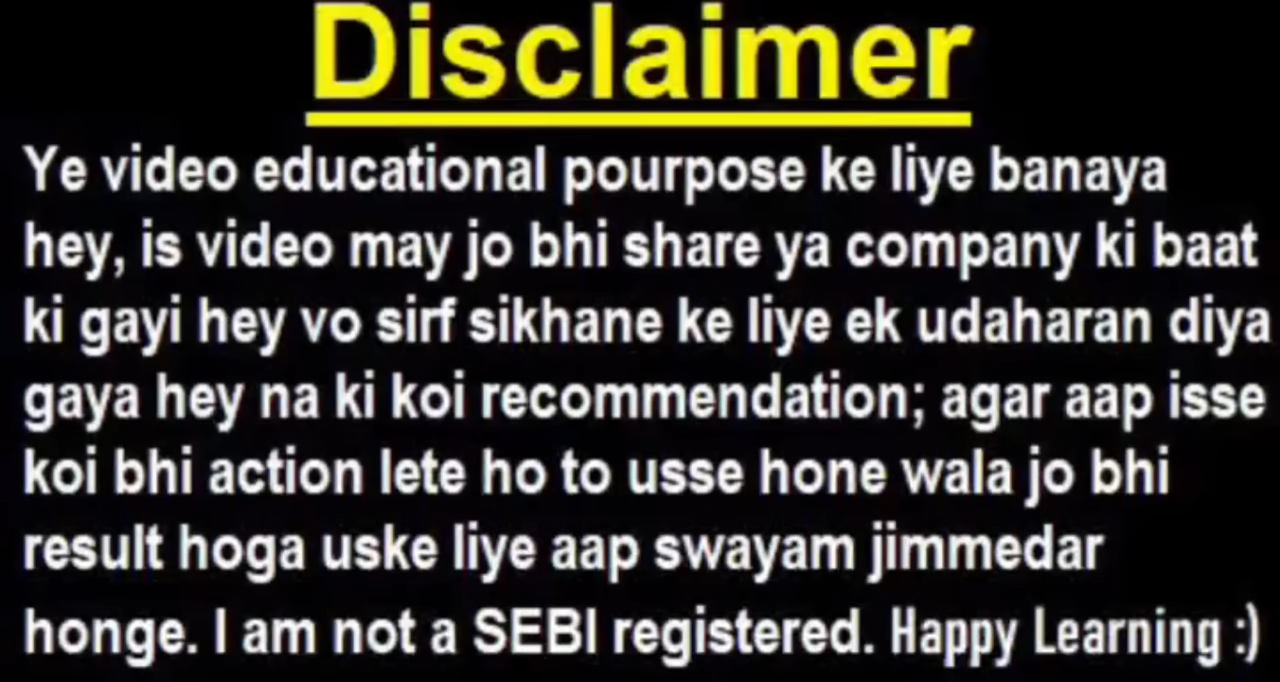 Disclaimer
Ye video educational pourpose ke liye banaya
hey, is video may jo bhi share ya company ki baat
ki gayi hey vo sirf sikhane ke liye ek udaharan diya
gaya hey na ki koi recommendation; agar aap isse
koi bhi action lete ho to usse hone wala jo bhi
result hoga uske liye aap swayam jimmedar
honge. I am not a SEBI registered. Happy Learning :)